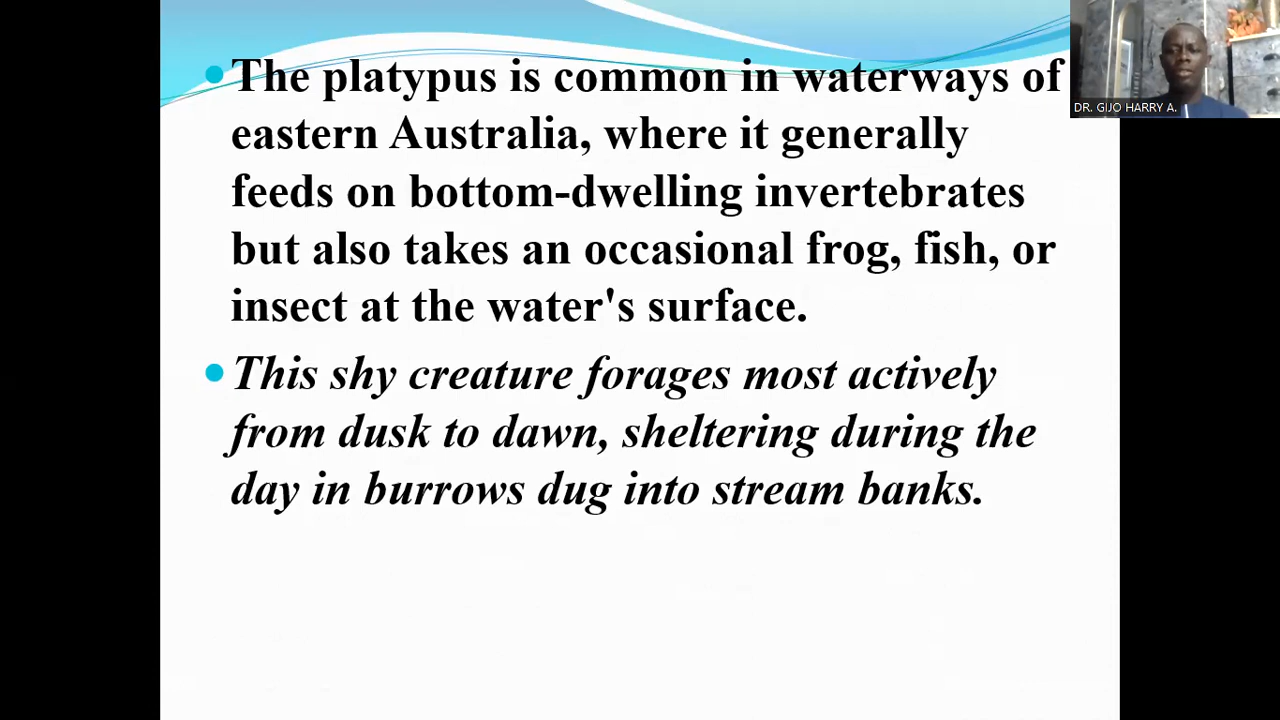 The platypus is common in waterways of
eastern Australia, where it generally
feeds on bottom-dwelling invertebrates
but also takes an occasional frog, fish, or
insect at the water's surface.
This shy creature forages most actively
from dusk to dawn, sheltering during the
day in burrows dug into stream banks.
DR. GIJO HARRY A.